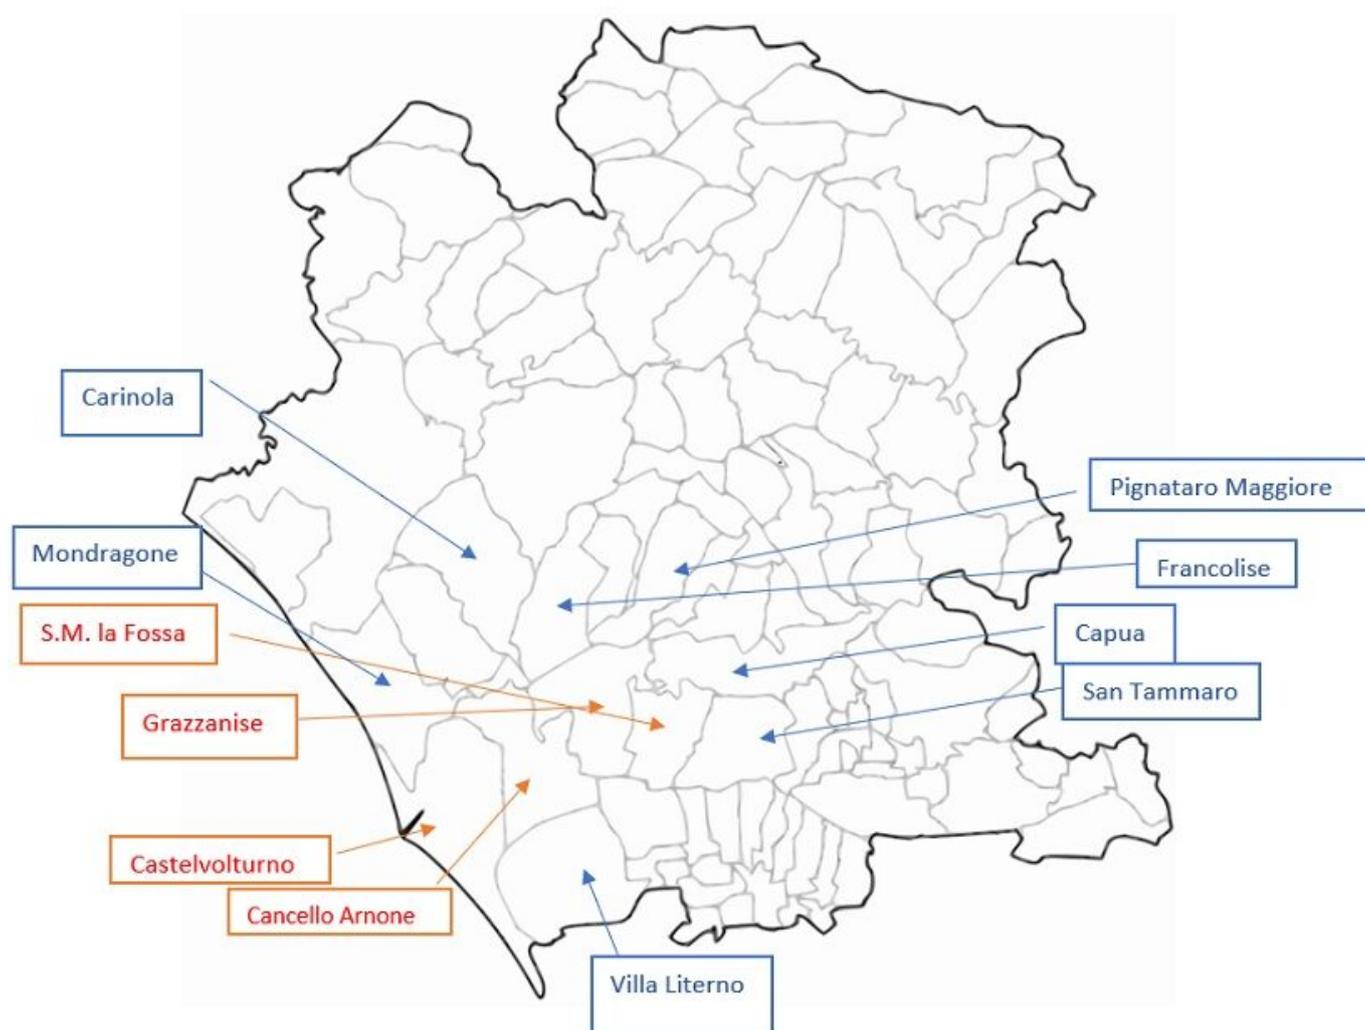 Carinola
Pignataro Maggiore
Mondragone
Francolise
S.M. la Fossa
Capua
San Tammaro
Grazzanise
Castelvolturno
Cancello Arnone
Villa Literno